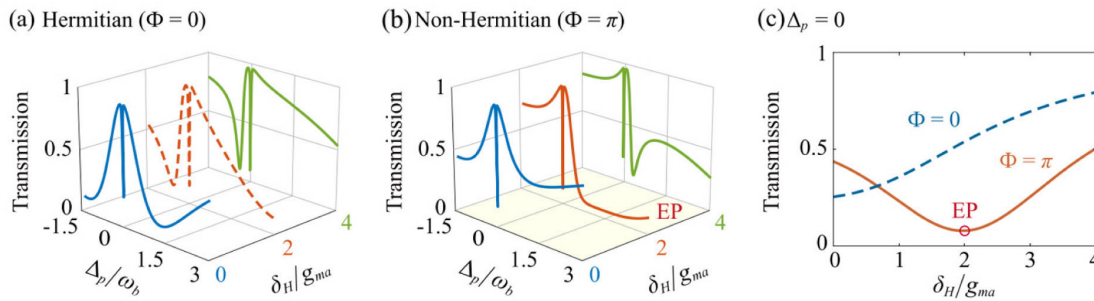 (a) Hermitian (Φ = 0)
Transmission
1
0.5
0
-1.5
0
1.5
3
Δp/ωb
0
2
4
δH/gma
(b) Non-Hermitian (Φ = π)
Transmission
1
0.5
0
-1.5
0
1.5
3
Δp/ωb
EP
0
2
4
δH/gma
(c) Δp = 0
Transmission
1
0.5
0
Φ = 0
Φ = π
EP
0 1 2 3 4
δH/gma